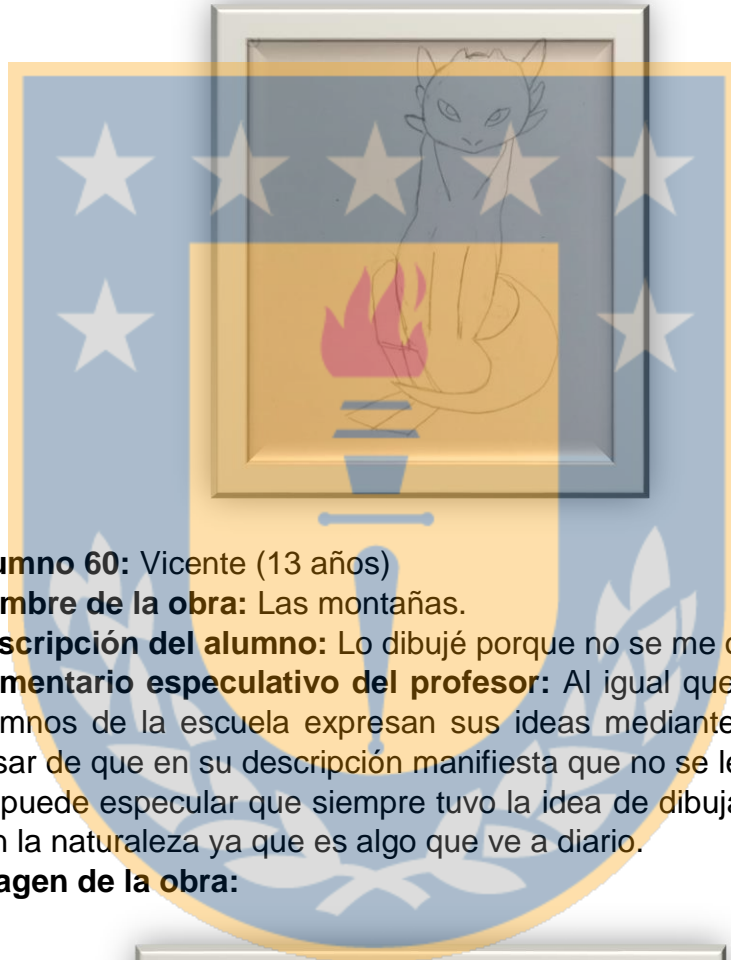 umno 60: Vicente (13 años)
mbre de la obra: Las montañas.
scripción del alumno: Lo dibujé porque no se me
mentario especulativo del profesor: Al igual que
mnos de la escuela expresan sus ideas mediante
sar de que en su descripción manifiesta que no se le
puede especular que siempre tuvo la idea de dibuja
n la naturaleza ya que es algo que ve a diario.
agen de la obra: